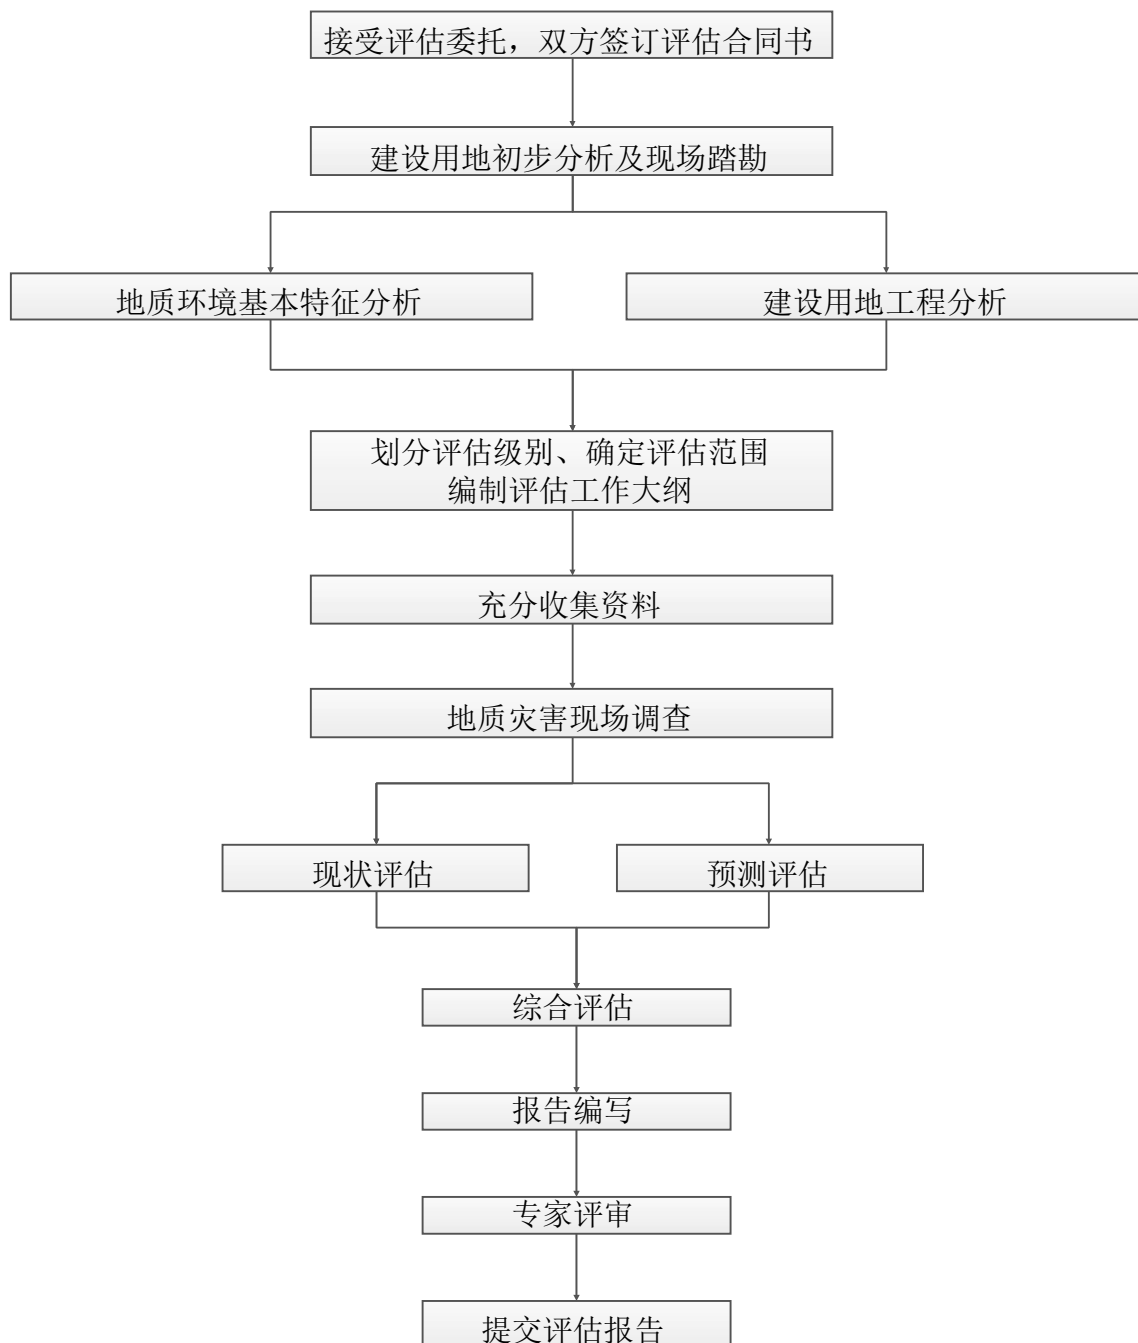 接受评估委托，双方签订评估合同书
建设用地初步分析及现场踏勘
地质环境基本特征分析
建设用地工程分析
划分评估级别、确定评估范围
编制评估工作大纲
充分收集资料
地质灾害现场调查
现状评估
预测评估
综合评估
报告编写
专家评审
提交评估报告